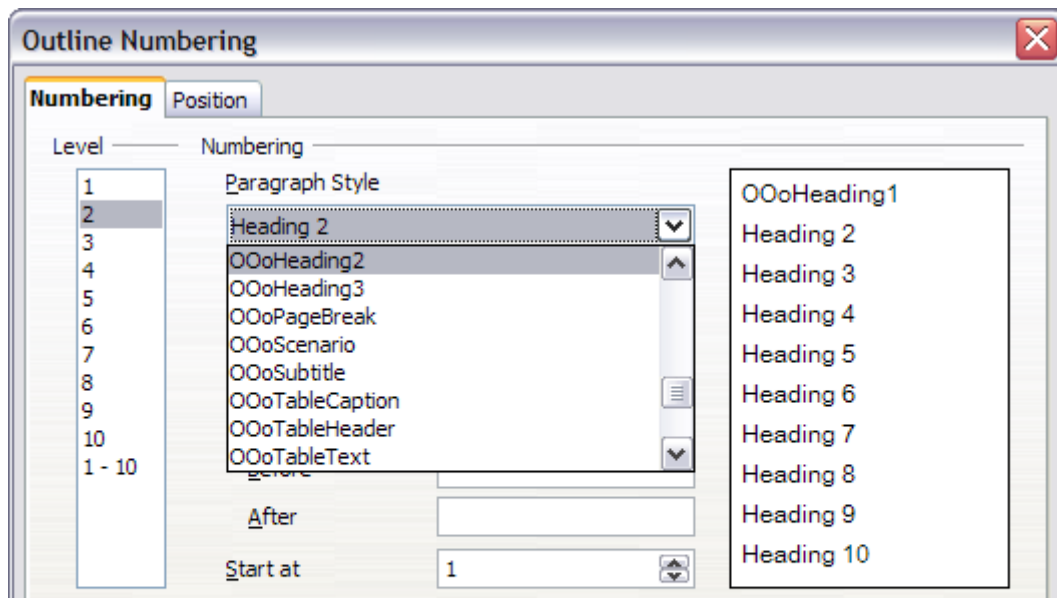 Outline Numbering
Numbering
Position
Level
Numbering
1
2
3
4
5
6
7
8
9
10
1 - 10
Paragraph Style
Heading 2
OOoHeading2
OOoHeading3
OOoPageBreak
OOoScenario
OOoSubtitle
OOoTableCaption
OOoTableHeader
OOoTableText
Before
After
Start at
1
OOoHeading1
Heading 2
Heading 3
Heading 4
Heading 5
Heading 6
Heading 7
Heading 8
Heading 9
Heading 10